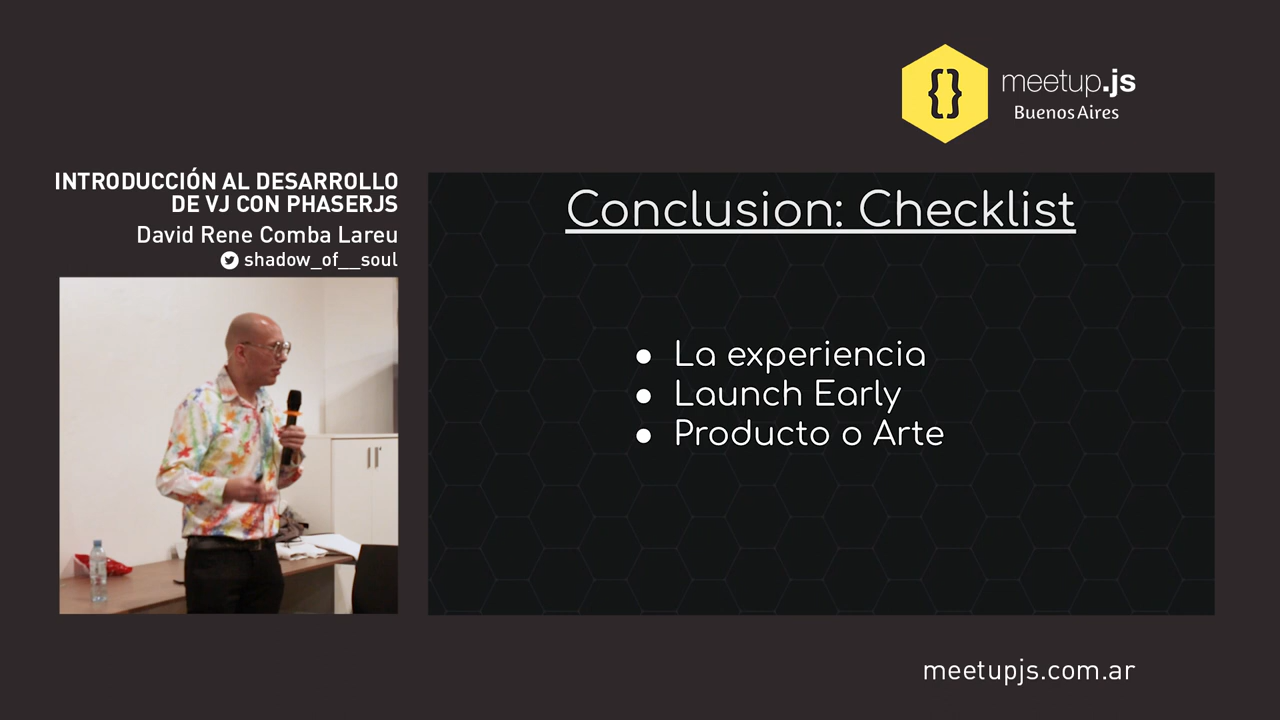 {}
meetup.js
Buenos Aires
INTRODUCCIÓN AL DESARROLLO
DE VJ CON PHASERJS
David Rene Comba Lareu
shadow_of__soul
Conclusion: Checklist
● La experiencia
● Launch Early
● Producto o Arte
meetupjs.com.ar